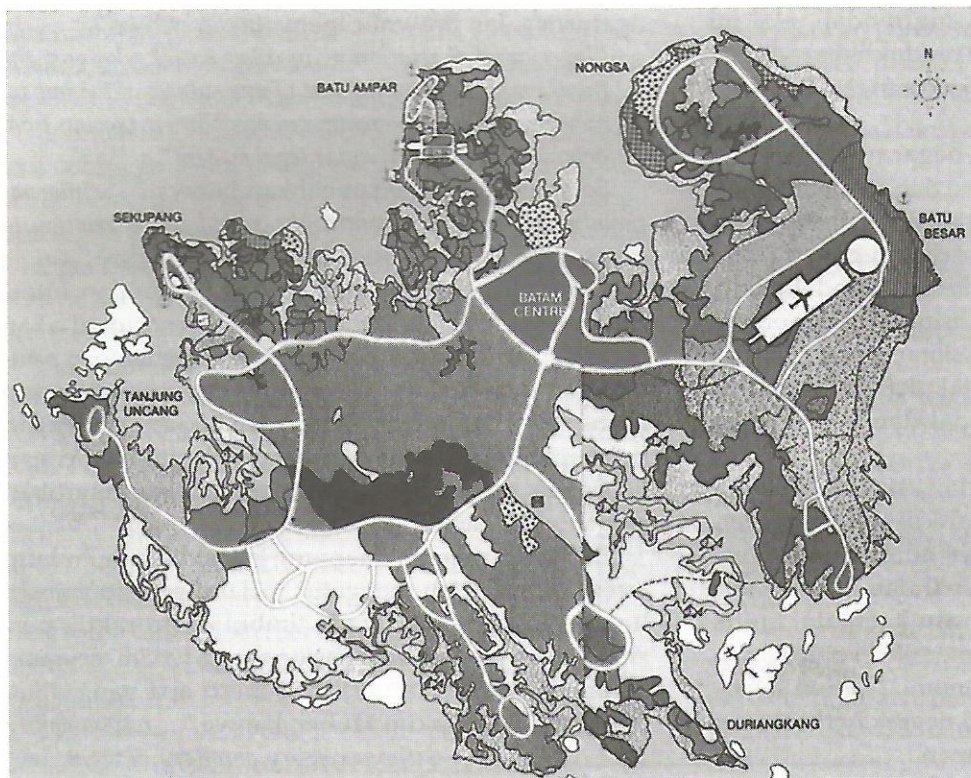 BATU AMPAR
NONGSA
N
SEKUPANG
BATU
BESAR
BATAM
CENTRE
TANJUNG
UNCANG
DURIANGKANG